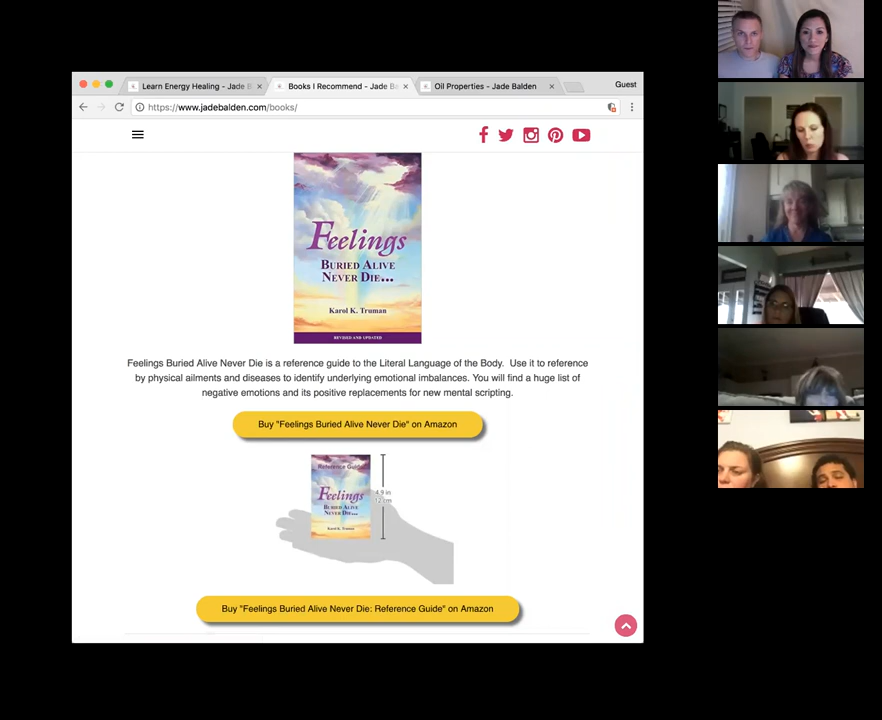 Learn Energy Healing - Jade B
Books I Recommend - Jade Ba
Oil Properties - Jade Balden
Guest
https://www.jadebalden.com/books/
Feelings
BURIED ALIVE
NEVER DIE...
Karol K. Truman
REVISED AND UPDATED
Feelings Buried Alive Never Die is a reference guide to the Literal Language of the Body. Use it to reference
by physical ailments and diseases to identify underlying emotional imbalances. You will find a huge list of
negative emotions and its positive replacements for new mental scripting.
Buy "Feelings Buried Alive Never Die" on Amazon
Reference Guide
Feelings
BURIED ALIVE
NEVER DIE...
Karol K. Truman
4.9 in
12 cm
Buy "Feelings Buried Alive Never Die: Reference Guide" on Amazon